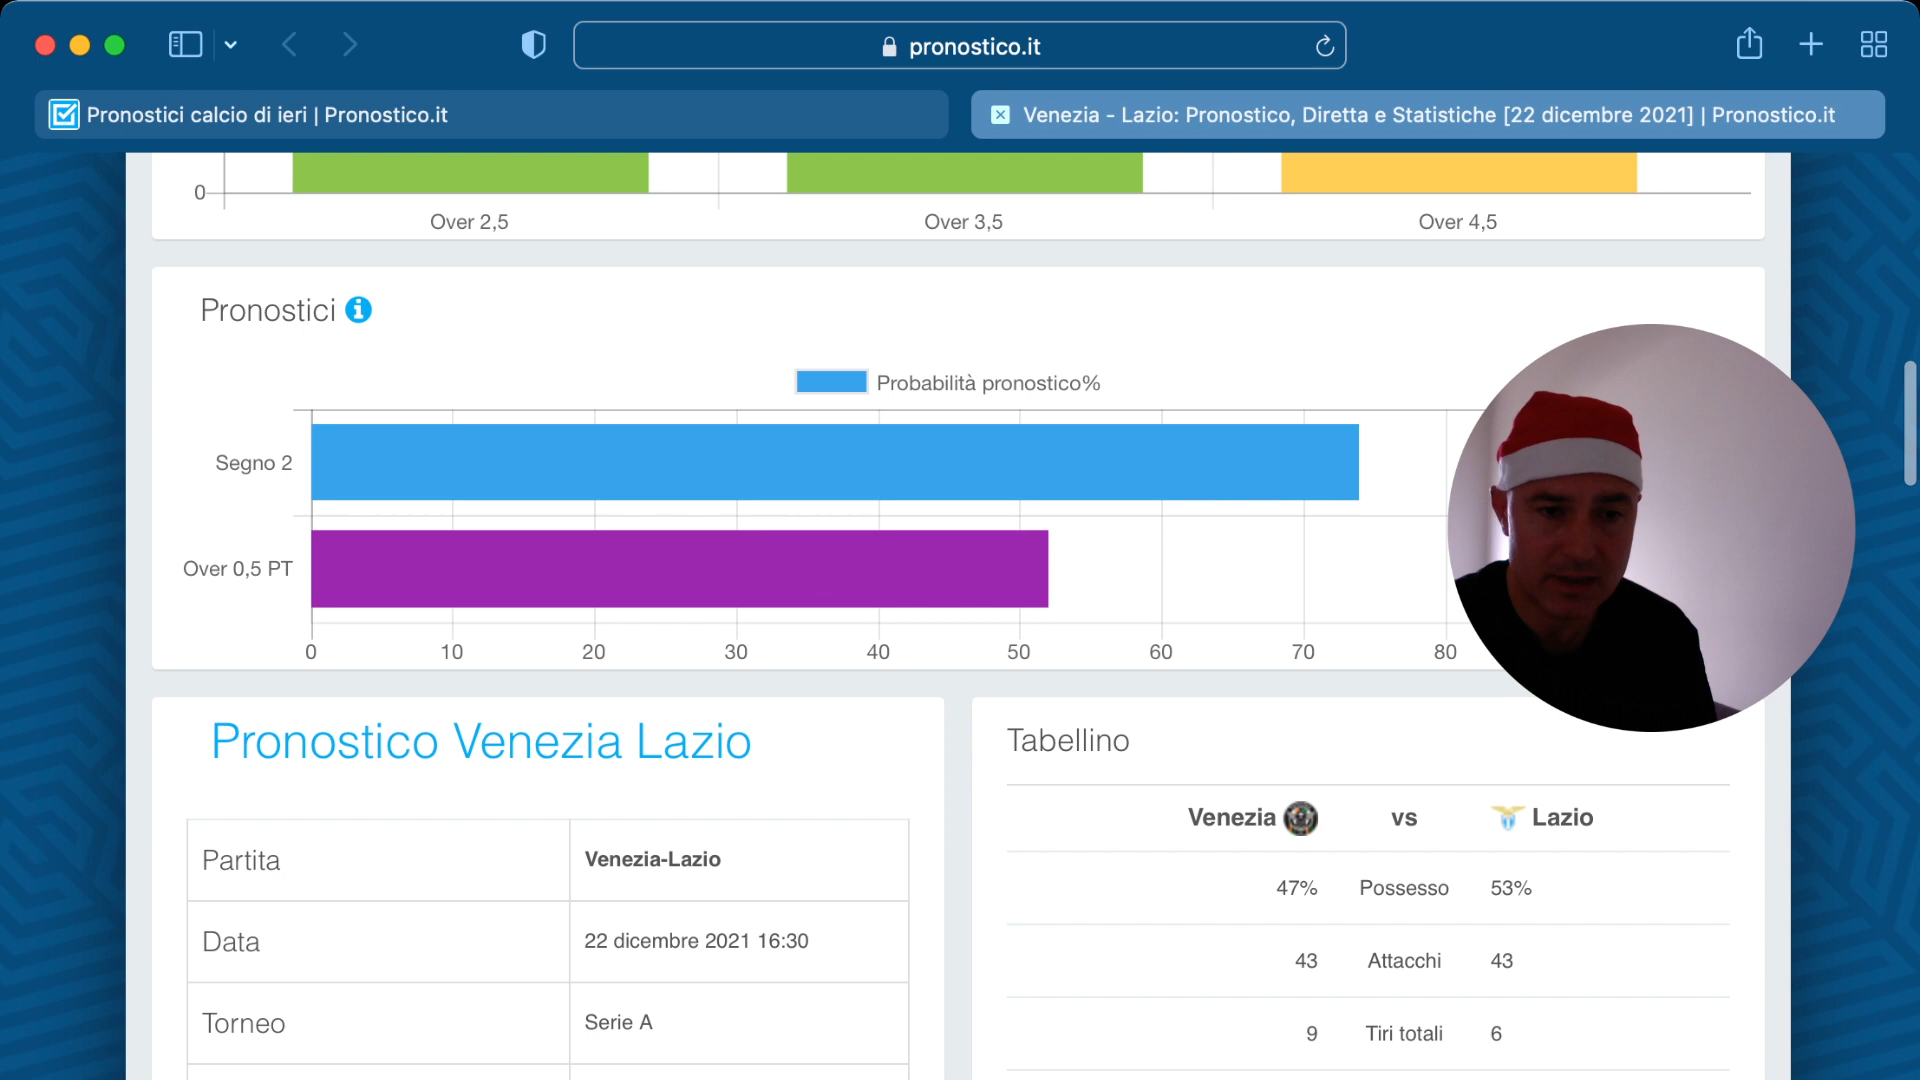 pronostico.it
Pronostici calcio di ieri | Pronostico.it
Venezia - Lazio: Pronostico, Diretta e Statistiche [22 dicembre 2021] | Pronostico.it
0
Over 2,5
Over 3,5
Over 4,5
Pronostici
Probabilità pronostico%
Segno 2
Over 0,5 PT
0 10 20 30 40 50 60 70 80
Pronostico Venezia Lazio
Partita Venezia-Lazio
Data 22 dicembre 2021 16:30
Torneo Serie A
Tabellino
Venezia vs Lazio
47% Possesso 53%
43 Attacchi 43
9 Tiri totali 6